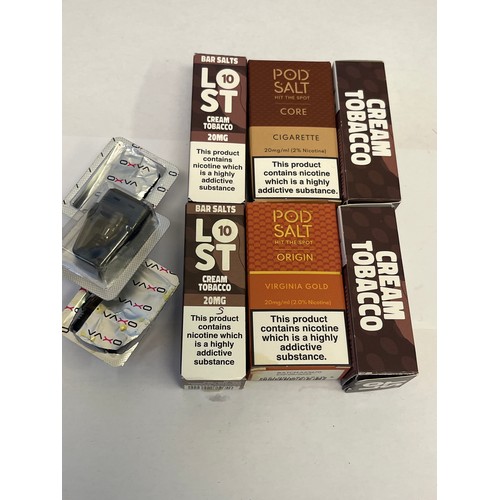 BAR SALTS
LO 10
ST
CREAM
TOBACCO
20MG
This product
contains
nicotine which
is a highly
addictive
substance
POD
SALT
HIT THE SPOT
CORE
CIGARETTE
20mg/ml (2% Nicotine)
This product contains
nicotine which is a highly
addictive substance.
CREAM
TOBACCO
VAXO
VAXO
BAR SALTS
LO 10
ST
CREAM
TOBACCO
20MG
This product
contains
nicotine which
is a highly
addictive
substance
POD
SALT
HIT THE SPOT
ORIGIN
VIRGINIA GOLD
20mg/ml (2.0% Nicotine)
This product contains
nicotine which is a
highly addictive
substance.
CREAM
TOBACCO